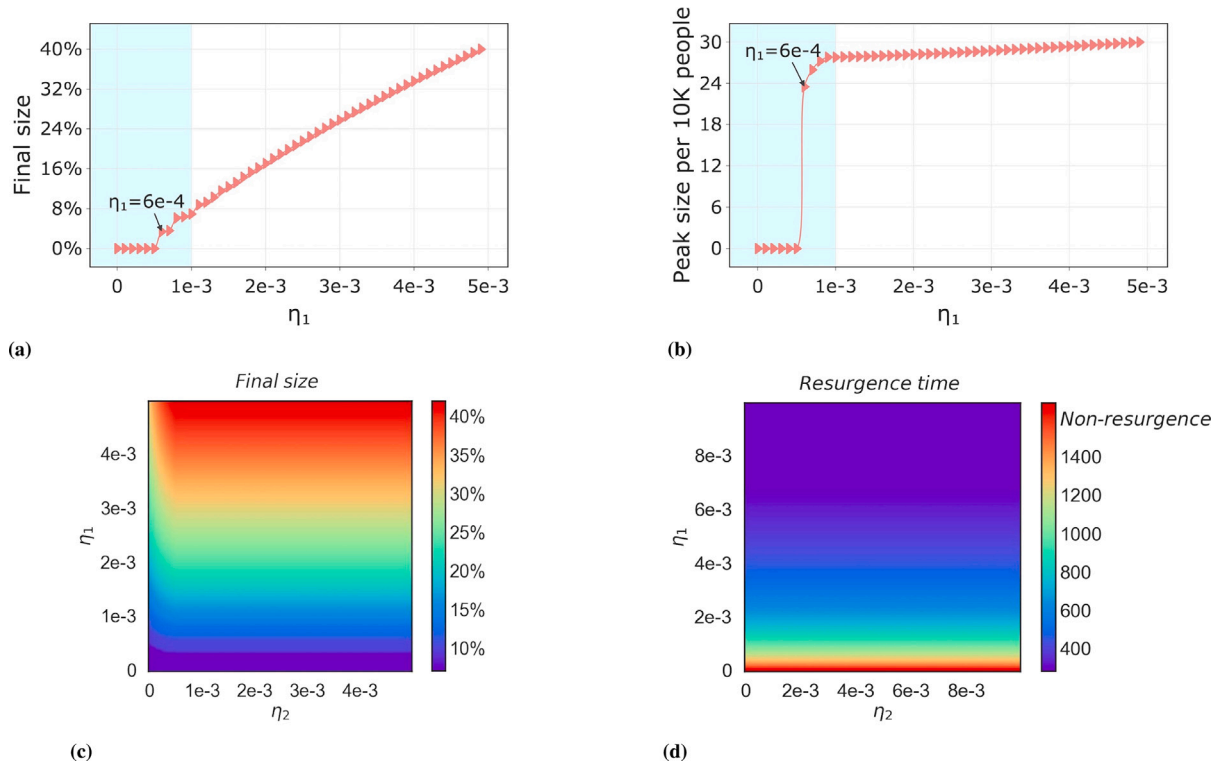 Final size
40%
32%
24%
16%
8%
0%
η₁=6e-4
0 1e-3 2e-3 3e-3 4e-3 5e-3
η₁
(a)
Peak size per 10K people
30
24
18
12
6
0
η₁=6e-4
0 1e-3 2e-3 3e-3 4e-3 5e-3
η₁
(b)
Final size
η₁
4e-3
3e-3
2e-3
1e-3
0
0 1e-3 2e-3 3e-3 4e-3
η₂
40%
35%
30%
25%
20%
15%
10%
(c)
Resurgence time
η₁
8e-3
6e-3
4e-3
2e-3
0
0 2e-3 4e-3 6e-3 8e-3
η₂
Non-resurgence
1400
1200
1000
800
600
400
(d)